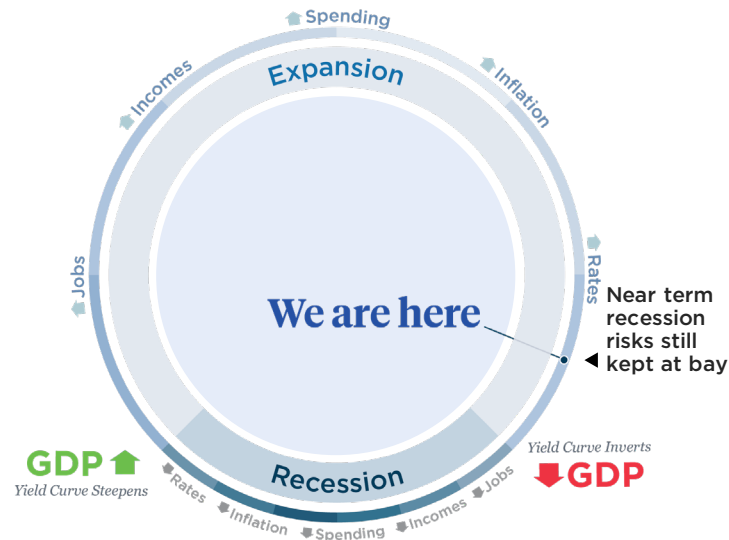 Spending
Expansion
Incomes
Inflation
Jobs
Rates
We are here
Near term
recession
risks still
kept at bay
GDP
Yield Curve Steepens
Yield Curve Inverts
GDP
Recession
Rates
Inflation
Spending
Incomes
Jobs